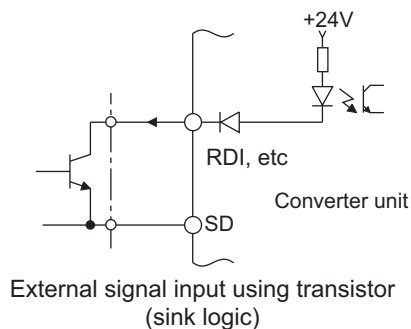 +24V
RDI, etc
Converter unit
SD
External signal input using transistor
(sink logic)